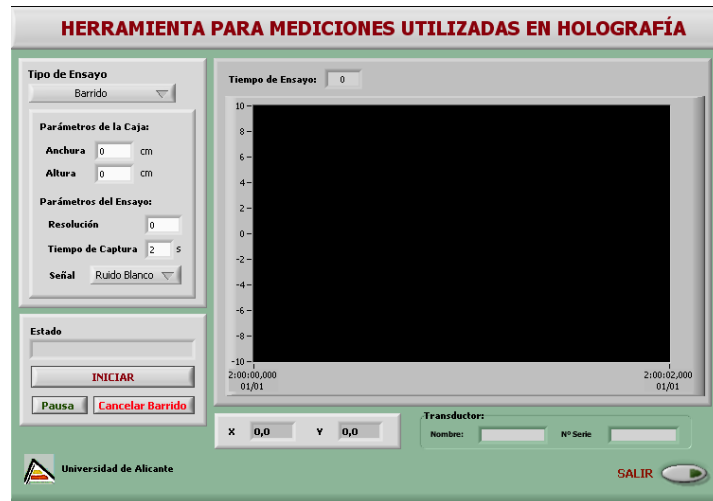 HERRAMIENTA PARA MEDICIONES UTILIZADAS EN HOLOGRAFÍA
Tipo de Ensayo
Barrido
Parámetros de la Caja:
Anchura 0 cm
Altura 0 cm
Parámetros del Ensayo:
Resolución 0
Tiempo de Captura 2 s
Señal Ruido Blanco
Estado
INICIAR
Pausa Cancelar Barrido
Tiempo de Ensayo: 0
10
8
6
4
2
0
-2
-4
-6
-8
-10
2:00:00,000 2:00:02,000
01/01 01/01
X 0,0 Y 0,0
Transductor:
Nombre: Nº Serie
Universidad de Alicante
SALIR